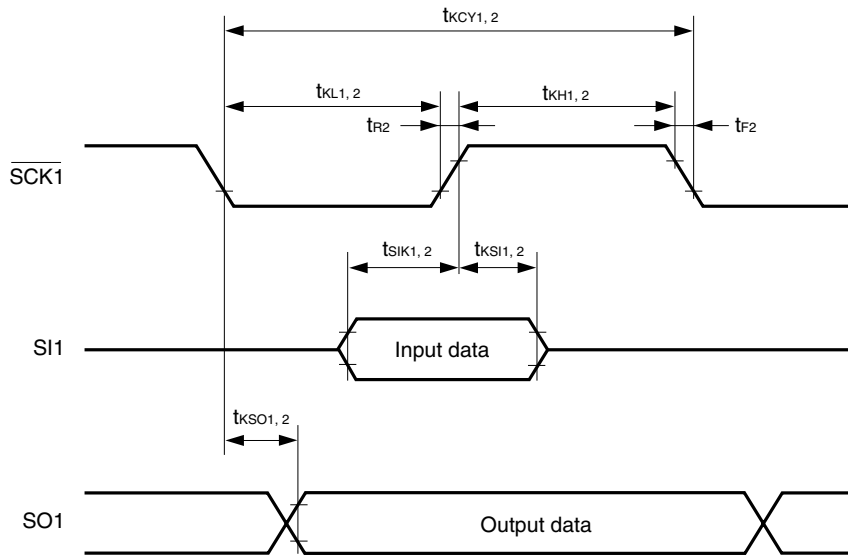 tKCY1, 2
tKL1, 2
tKH1, 2
tR2
tF2
SCK1
tSIK1, 2
tKSI1, 2
SI1
Input data
tKSO1, 2
SO1
Output data